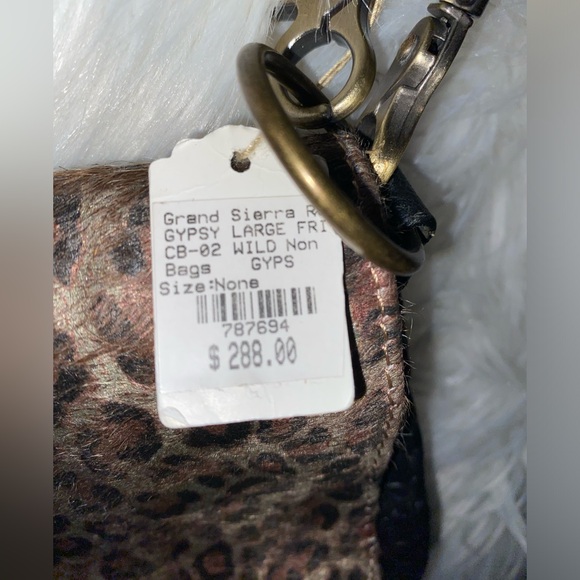 Grand Sierra R
GYPSY LARGE FRI
CB-02 WILD Non
Bags GYPS
Size:None
787694
$ 288.00